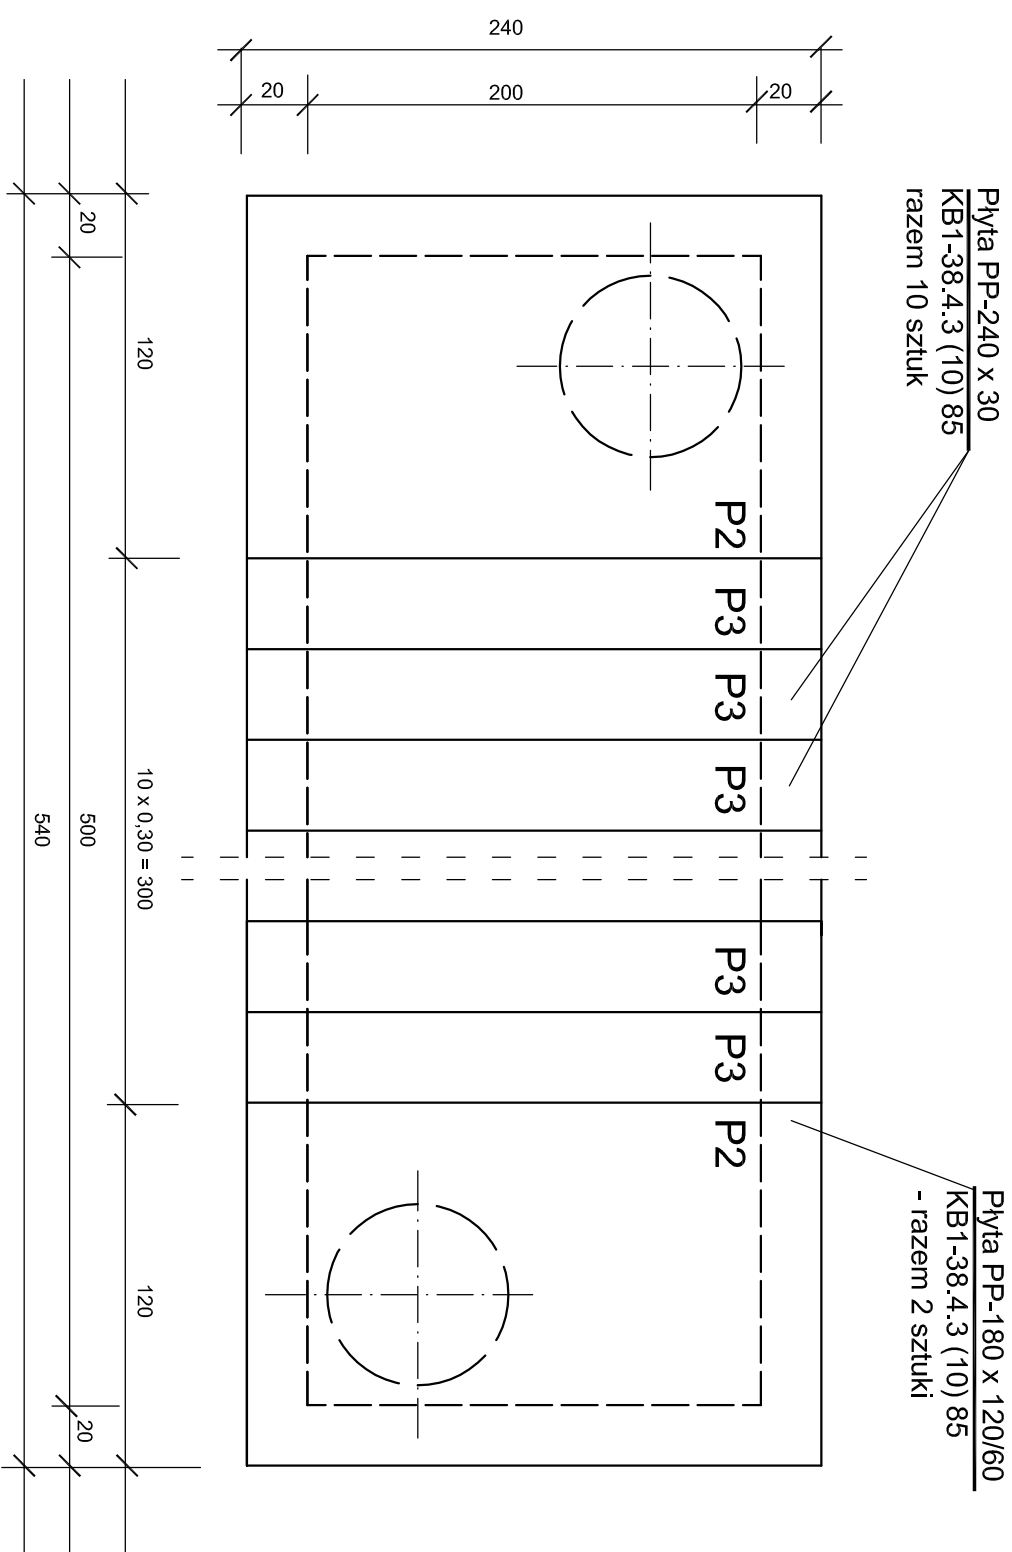 Płyta PP-240 x 30
KB1-38.4.3 (10) 85
razem 10 sztuk
Płyta PP-180 x 120/60
KB1-38.4.3 (10) 85
- razem 2 sztuki
240
20
200
20
P2
P3
P3
P3
P3
P3
P2
120
10 x 0,30 = 300
120
20
500
20
540